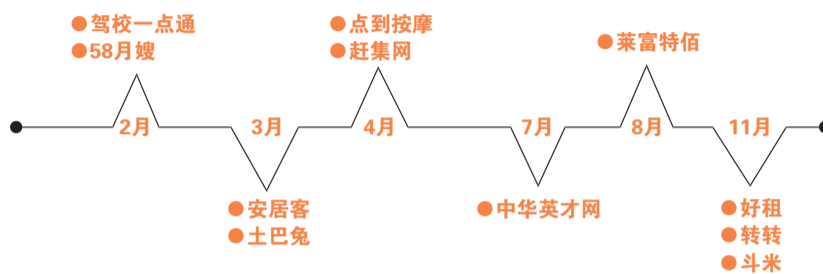 驾校一点通
58月嫂
2月
3月
安居客
土巴兔
点到按摩
赶集网
4月
7月
中华英才网
莱富特佰
8月
11月
好租
转转
斗米